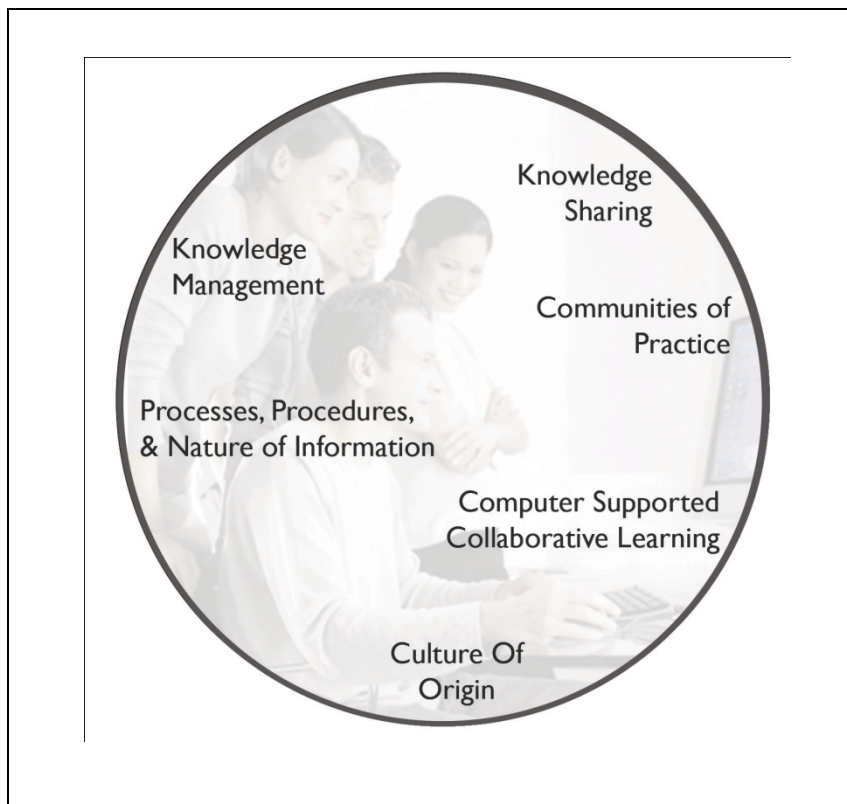 Knowledge
Sharing
Knowledge
Management
Communities of
Practice
Processes, Procedures,
& Nature of Information
Computer Supported
Collaborative Learning
Culture Of
Origin